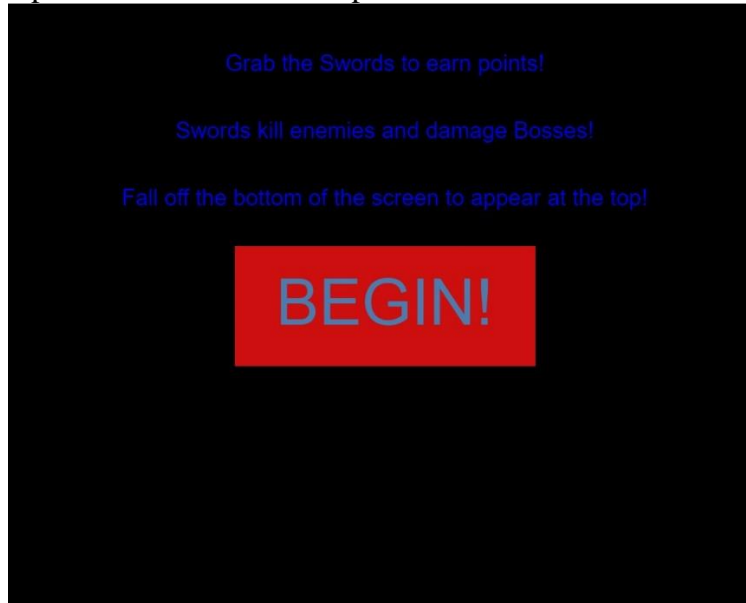 Grab the Swords to earn points!
Swords kill enemies and damage Bosses!
Fall off the bottom of the screen to appear at the top!
BEGIN!